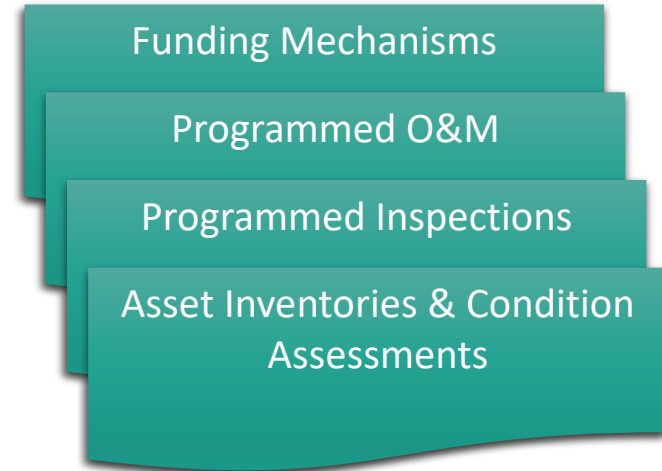 Funding Mechanisms
Programmed O&M
Programmed Inspections
Asset Inventories & Condition
Assessments